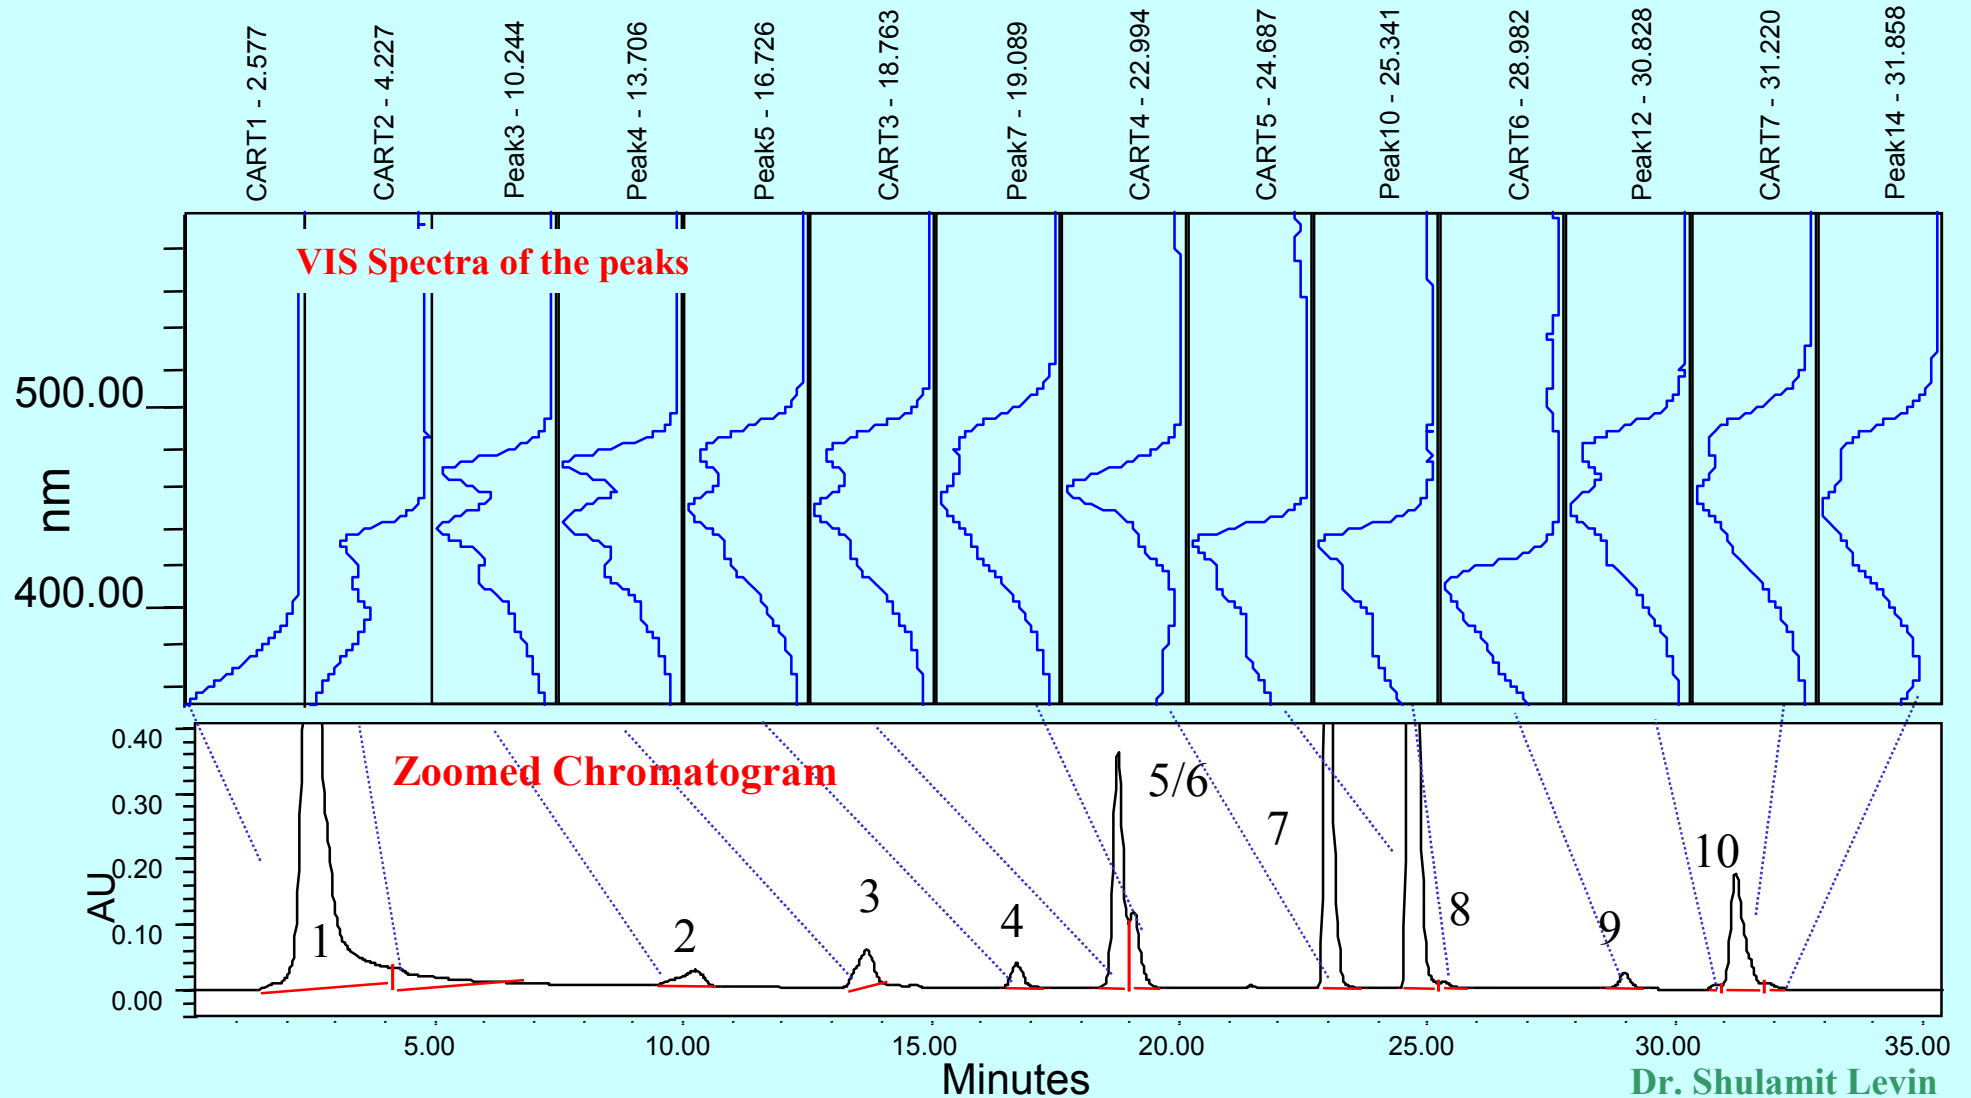 CART1 - 2.577
CART2 - 4.227
Peak3 - 10.244
Peak4 - 13.706
Peak5 - 16.726
CART3 - 18.763
Peak7 - 19.089
CART4 - 22.994
CART5 - 24.687
Peak10 - 25.341
CART6 - 28.982
Peak12 - 30.828
CART7 - 31.220
Peak14 - 31.858
VIS Spectra of the peaks
500.00
nm
400.00
0.40
Zoomed Chromatogram
0.30
5/6
7
0.20
10
AU
3
8
0.10
4
9
2
1
0.00
5.00
10.00
15.00
20.00
25.00
30.00
35.00
Minutes
Dr. Shulamit Levin